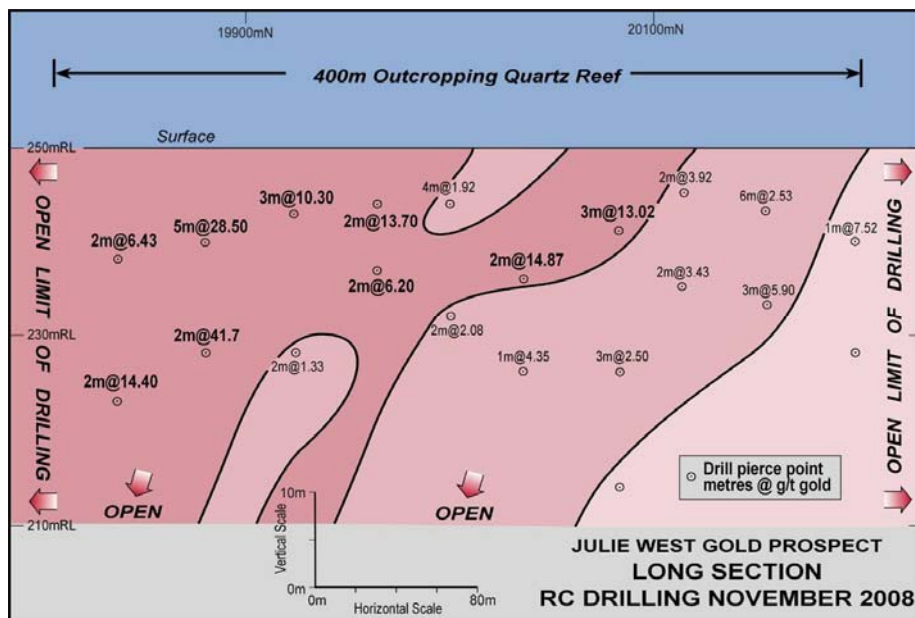 19900mN
20100mN
400m Outcropping Quartz Reef
Surface
250mRL
4m@1.92
2m@3.92
3m@10.30
6m@2.53
5m@28.50
2m@13.70
3m@13.02
1m@7.52
2m@6.43
2m@14.87
2m@3.43
2m@6.20
3m@5.90
230mRL
2m@2.08
2m@41.7
2m@1.33
1m@4.35
3m@2.50
2m@14.40
OPEN LIMIT OF DRILLING
OPEN LIMIT OF DRILLING
Drill pierce point
metres @ g/t gold
OPEN
OPEN
210mRL
10m
Vertical Scale
0m
0m
80m
Horizontal Scale
JULIE WEST GOLD PROSPECT
LONG SECTION
RC DRILLING NOVEMBER 2008